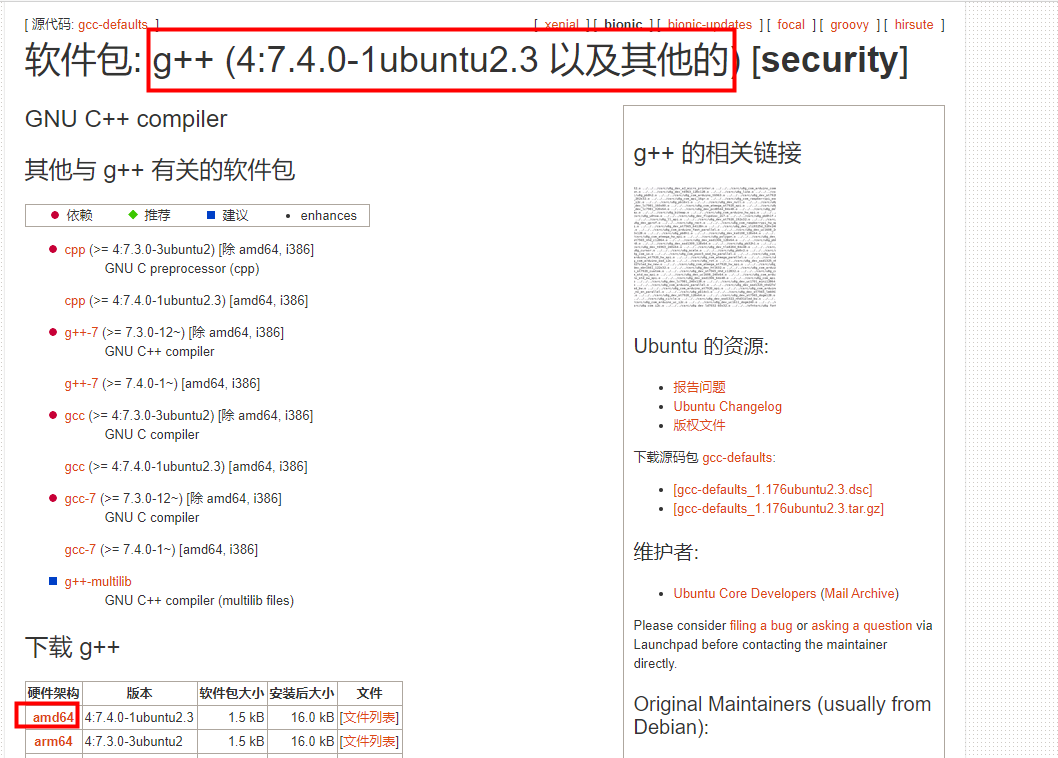 [ 源代码: gcc-defaults ]
[ xenial ] [ bionic ] [ bionic-updates ] [ focal ] [ groovy ] [ hirsute ]
软件包: g++ (4:7.4.0-1ubuntu2.3 以及其他的) [security]
GNU C++ compiler
其他与 g++ 有关的软件包
依赖 推荐 建议 enhances
cpp (>= 4:7.3.0-3ubuntu2) [除 amd64, i386]
GNU C preprocessor (cpp)
cpp (>= 4:7.4.0-1ubuntu2.3) [amd64, i386]
g++-7 (>= 7.3.0-12~) [除 amd64, i386]
GNU C++ compiler
g++-7 (>= 7.4.0-1~) [amd64, i386]
gcc (>= 4:7.3.0-3ubuntu2) [除 amd64, i386]
GNU C compiler
gcc (>= 4:7.4.0-1ubuntu2.3) [amd64, i386]
gcc-7 (>= 7.3.0-12~) [除 amd64, i386]
GNU C compiler
gcc-7 (>= 7.4.0-1~) [amd64, i386]
g++-multilib
GNU C++ compiler (multilib files)
下载 g++
硬件架构 版本 软件包大小 安装后大小 文件
amd64 4:7.4.0-1ubuntu2.3 1.5 kB 16.0 kB [文件列表]
arm64 4:7.3.0-3ubuntu2 1.5 kB 16.0 kB [文件列表]
g++ 的相关链接
Ubuntu 的资源:
报告问题
Ubuntu Changelog
版权文件
下载源码包 gcc-defaults:
[gcc-defaults_1.176ubuntu2.3.dsc]
[gcc-defaults_1.176ubuntu2.3.tar.gz]
维护者:
Ubuntu Core Developers (Mail Archive)
Please consider filing a bug or asking a question via
Launchpad before contacting the maintainer
directly.
Original Maintainers (usually from
Debian):